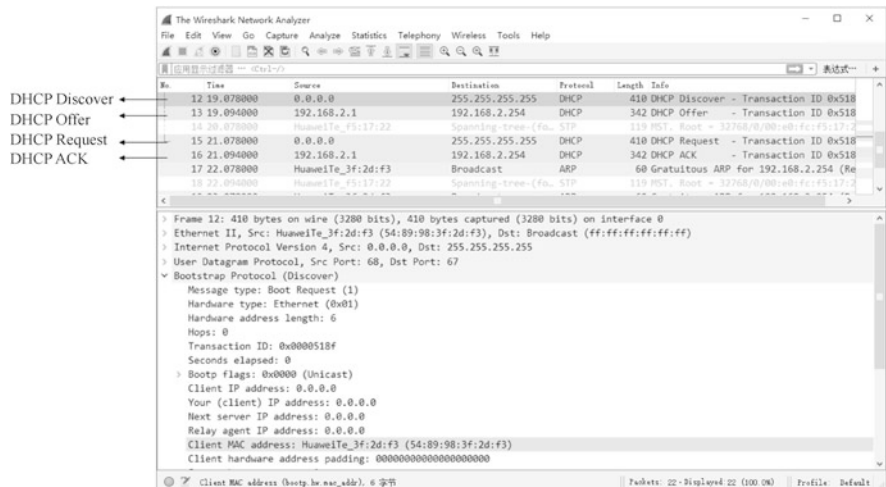 The Wireshark Network Analyzer
File Edit View Go Capture Analyze Statistics Telephony Wireless Tools Help
应用显示过滤器 … <Ctrl-/>
表达式… +
No. Time Source Destination Protocol Length Info
DHCP Discover
12 19.078000 0.0.0.0 255.255.255.255 DHCP 410 DHCP Discover - Transaction ID 0x518
DHCP Offer
13 19.094000 192.168.2.1 192.168.2.254 DHCP 342 DHCP Offer - Transaction ID 0x518
14 20.078000 HuaweiTe_f5:17:22 Spanning-tree-(fo… STP 119 MST. Root = 32768/0/00:e0:fc:f5:17:2
DHCP Request
15 21.078000 0.0.0.0 255.255.255.255 DHCP 410 DHCP Request - Transaction ID 0x518
DHCP ACK
16 21.094000 192.168.2.1 192.168.2.254 DHCP 342 DHCP ACK - Transaction ID 0x518
17 22.078000 HuaweiTe_3f:2d:f3 Broadcast ARP 60 Gratuitous ARP for 192.168.2.254 (Re
18 22.094000 HuaweiTe_f5:17:22 Spanning-tree-(fo… STP 119 MST. Root = 32768/0/00:e0:fc:f5:17:2
Frame 12: 410 bytes on wire (3280 bits), 410 bytes captured (3280 bits) on interface 0
Ethernet II, Src: HuaweiTe_3f:2d:f3 (54:89:98:3f:2d:f3), Dst: Broadcast (ff:ff:ff:ff:ff:ff)
Internet Protocol Version 4, Src: 0.0.0.0, Dst: 255.255.255.255
User Datagram Protocol, Src Port: 68, Dst Port: 67
Bootstrap Protocol (Discover)
Message type: Boot Request (1)
Hardware type: Ethernet (0x01)
Hardware address length: 6
Hops: 0
Transaction ID: 0x0000518f
Seconds elapsed: 0
Bootp flags: 0x0000 (Unicast)
Client IP address: 0.0.0.0
Your (client) IP address: 0.0.0.0
Next server IP address: 0.0.0.0
Relay agent IP address: 0.0.0.0
Client MAC address: HuaweiTe_3f:2d:f3 (54:89:98:3f:2d:f3)
Client hardware address padding: 00000000000000000000
Client MAC address (bootp.hw.mac_addr), 6 字节
Packets: 22 · Displayed: 22 (100.0%)
Profile: Default